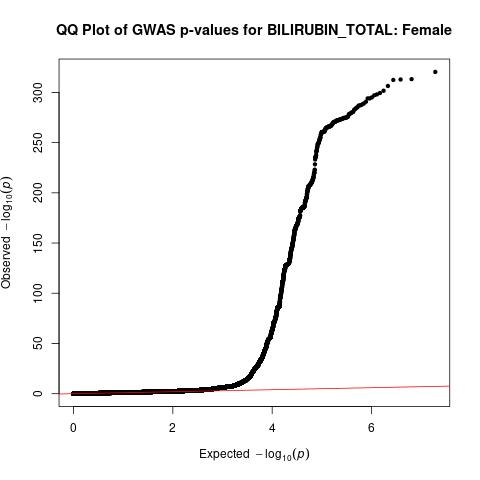 QQ Plot of GWAS p-values for BILIRUBIN_TOTAL: Female
Observed −log10(p)
300
250
200
150
100
50
0
0 2 4 6
Expected −log10(p)